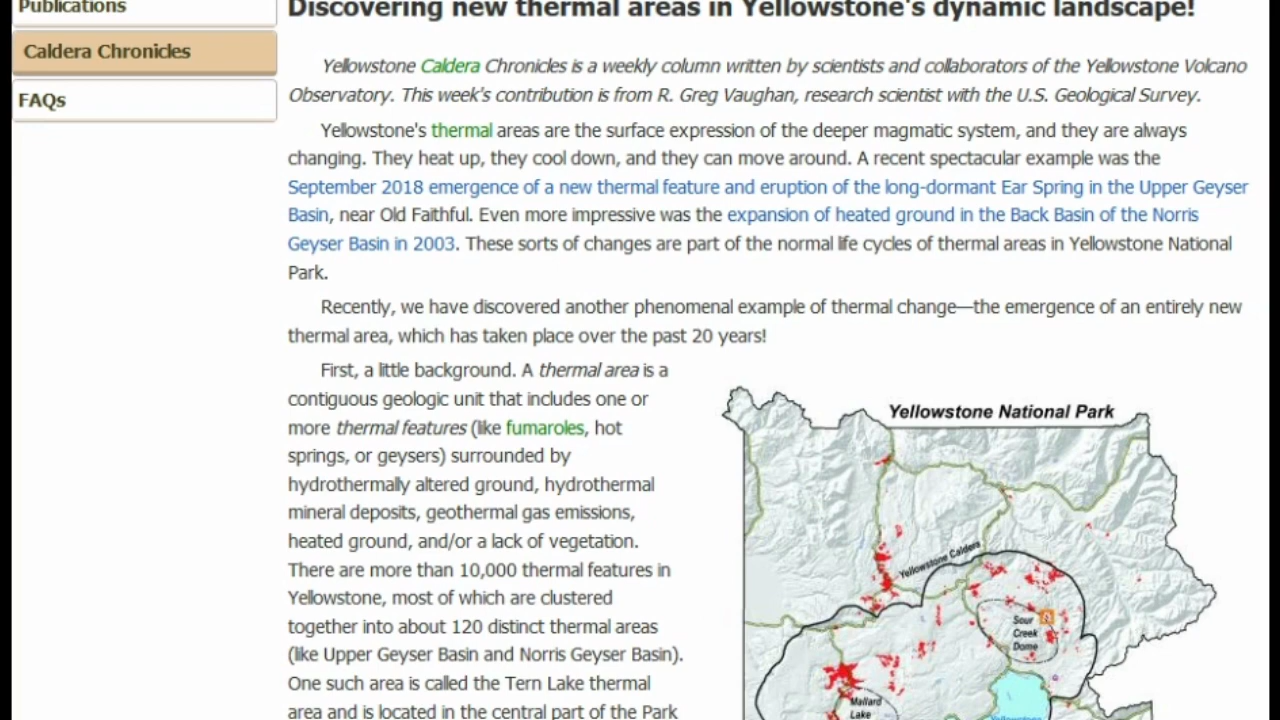 Publications
Caldera Chronicles
FAQs
Discovering new thermal areas in Yellowstone's dynamic landscape!
Yellowstone Caldera Chronicles is a weekly column written by scientists and collaborators of the Yellowstone Volcano
Observatory. This week's contribution is from R. Greg Vaughan, research scientist with the U.S. Geological Survey.
Yellowstone's thermal areas are the surface expression of the deeper magmatic system, and they are always
changing. They heat up, they cool down, and they can move around. A recent spectacular example was the
September 2018 emergence of a new thermal feature and eruption of the long-dormant Ear Spring in the Upper Geyser
Basin, near Old Faithful. Even more impressive was the expansion of heated ground in the Back Basin of the Norris
Geyser Basin in 2003. These sorts of changes are part of the normal life cycles of thermal areas in Yellowstone National
Park.
Recently, we have discovered another phenomenal example of thermal change—the emergence of an entirely new
thermal area, which has taken place over the past 20 years!
First, a little background. A thermal area is a
contiguous geologic unit that includes one or
more thermal features (like fumaroles, hot
springs, or geysers) surrounded by
hydrothermally altered ground, hydrothermal
mineral deposits, geothermal gas emissions,
heated ground, and/or a lack of vegetation.
There are more than 10,000 thermal features in
Yellowstone, most of which are clustered
together into about 120 distinct thermal areas
(like Upper Geyser Basin and Norris Geyser Basin).
One such area is called the Tern Lake thermal
area and is located in the central part of the Park
Yellowstone National Park
Yellowstone Caldera
Sour
Creek
Dome
Mallard
Lake
Yellowstone